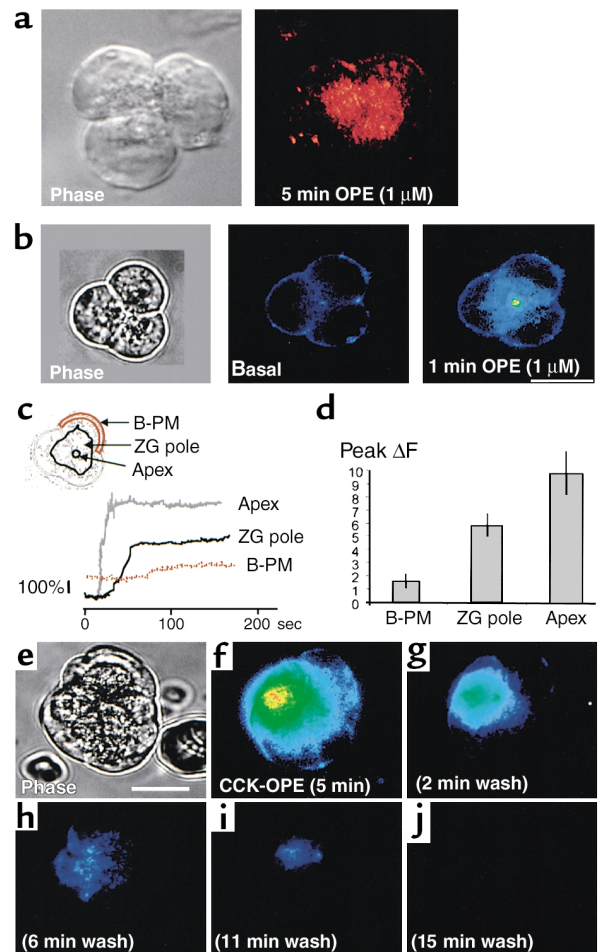 a
Phase
5 min OPE (1 μM)
b
Phase
Basal
1 min OPE (1 μM)
c
B-PM
ZG pole
Apex
Apex
ZG pole
B-PM
100%
0 100 200 sec
d
Peak ΔF
10
9
8
7
6
5
4
3
2
1
0
B-PM ZG pole Apex
e
Phase
f
CCK-OPE (5 min)
g
(2 min wash)
h
(6 min wash)
i
(11 min wash)
j
(15 min wash)